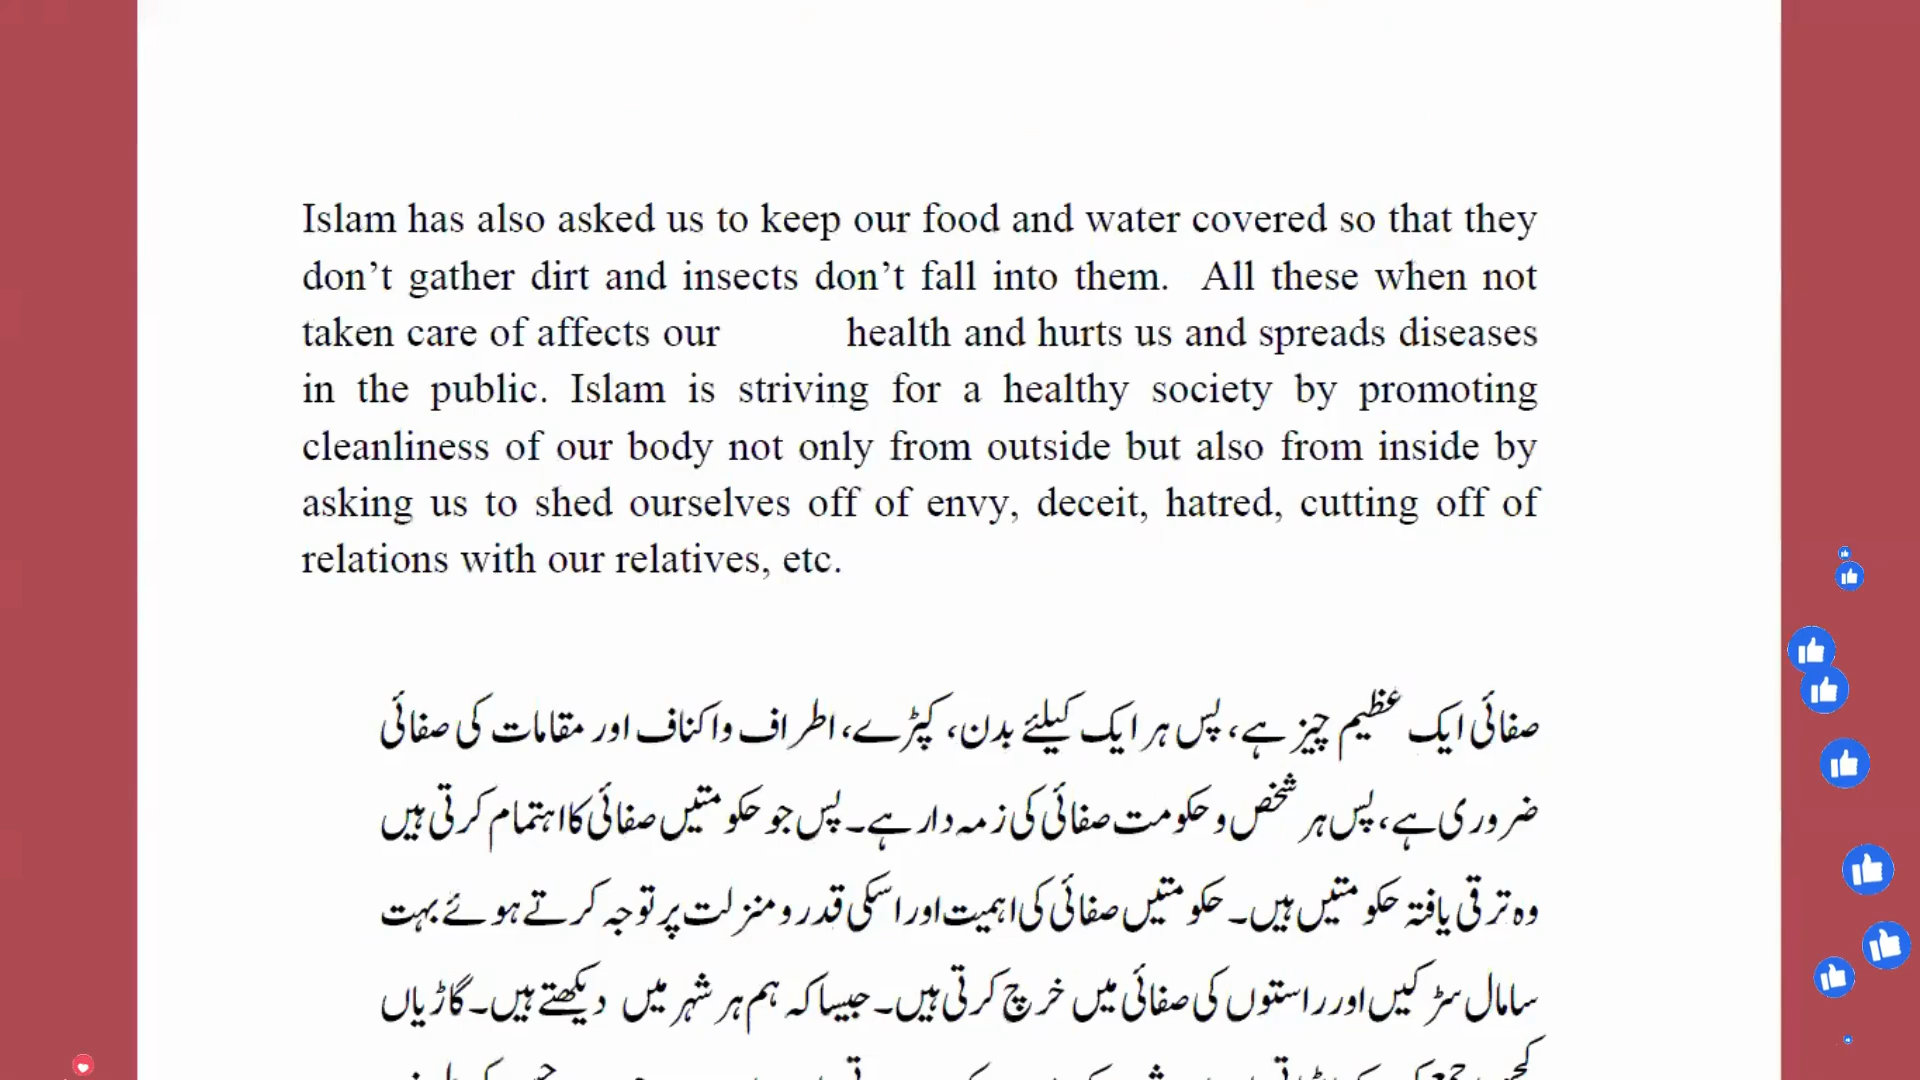 Islam has also asked us to keep our food and water covered so that they
don’t gather dirt and insects don’t fall into them. All these when not
taken care of affects our health and hurts us and spreads diseases
in the public. Islam is striving for a healthy society by promoting
cleanliness of our body not only from outside but also from inside by
asking us to shed ourselves off of envy, deceit, hatred, cutting off of
relations with our relatives, etc.
صفائی ایک عظیم چیز ہے، پس ہر ایک کیلئے بدن، کپڑے، اطراف واکناف اور مقامات کی صفائی
ضروری ہے، پس ہر شخص و حکومت صفائی کی زمہ دار ہے۔ پس جو حکومتیں صفائی کا اہتمام کرتی ہیں
وہ ترقی یافتہ حکومتیں ہیں۔ حکومتیں صفائی کی اہمیت اور اسکی قدر و منزلت پر توجہ کرتے ہوئے بہت
سامال سڑکیں اور راستوں کی صفائی میں خرچ کرتی ہیں۔ جیسا کہ ہم ہر شہر میں دیکھتے ہیں۔ گاڑیاں